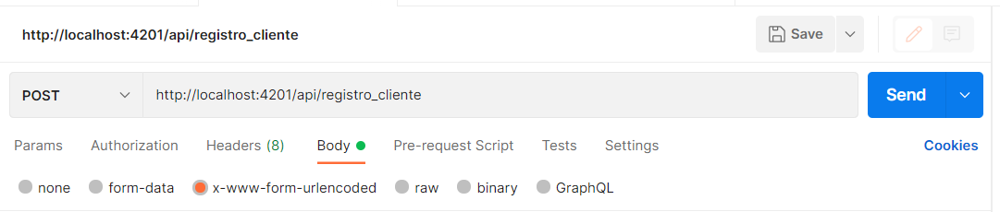 http://localhost:4201/api/registro_cliente Save
POST http://localhost:4201/api/registro_cliente Send
Params Authorization Headers (8) Body Pre-request Script Tests Settings Cookies
none form-data x-www-form-urlencoded raw binary GraphQL